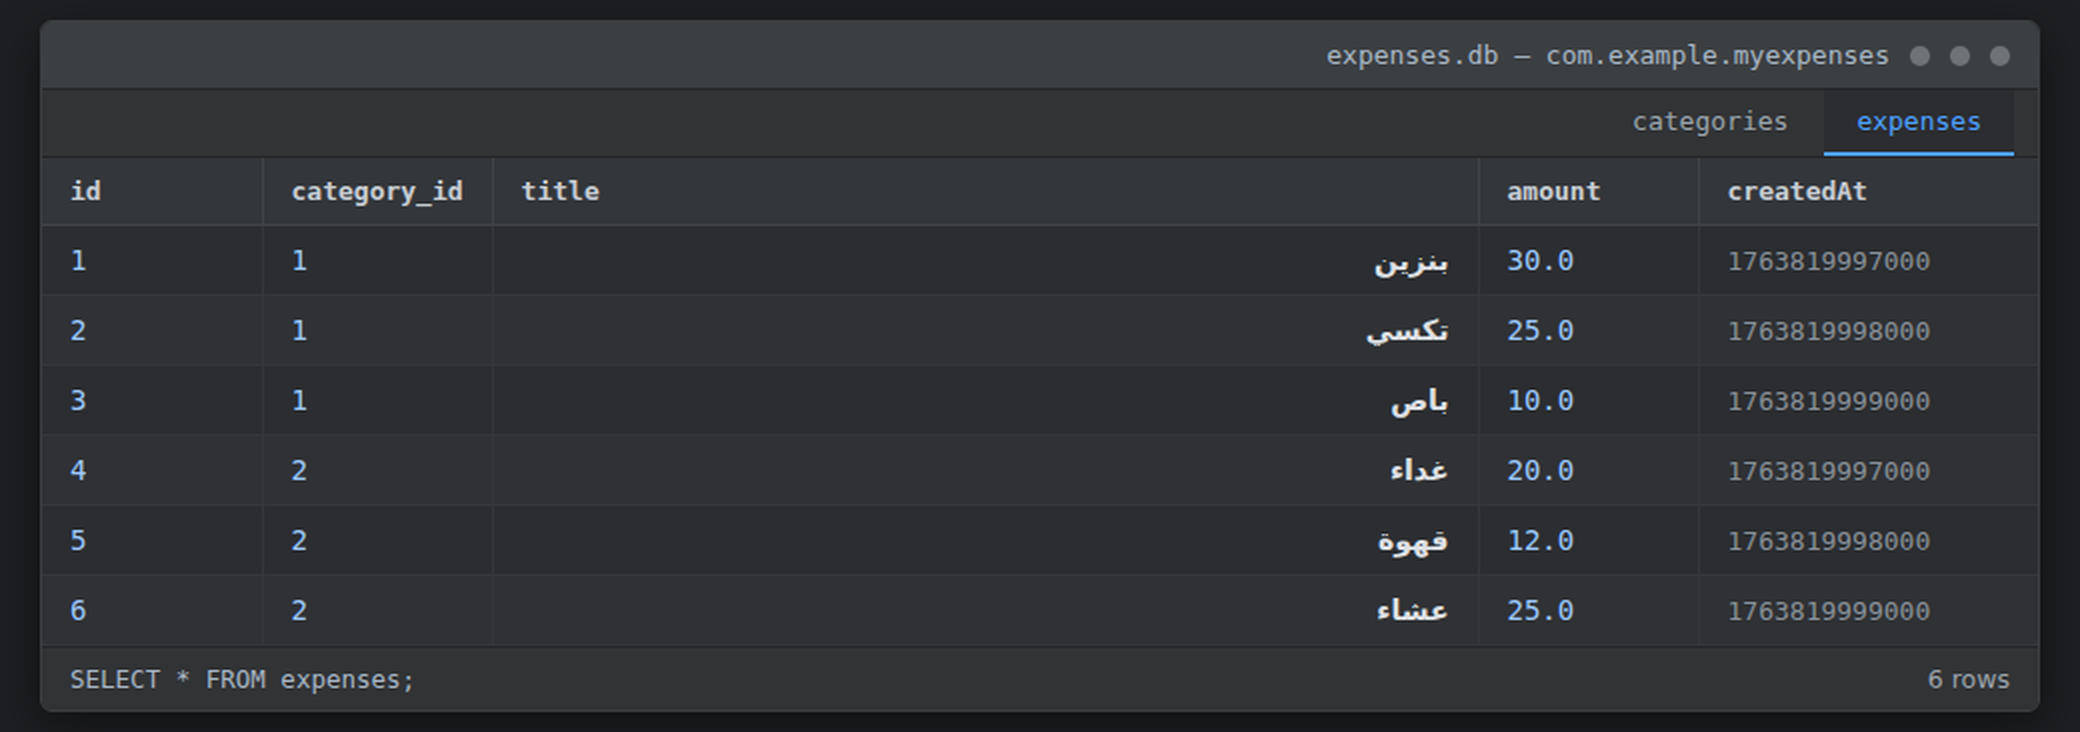 expenses.db — com.example.myexpenses
categories expenses
id category_id title amount createdAt
1 1 بنزين 30.0 1763819997000
2 1 تكسي 25.0 1763819998000
3 1 باص 10.0 1763819999000
4 2 غداء 20.0 1763819997000
5 2 قهوة 12.0 1763819998000
6 2 عشاء 25.0 1763819999000
SELECT * FROM expenses; 6 rows